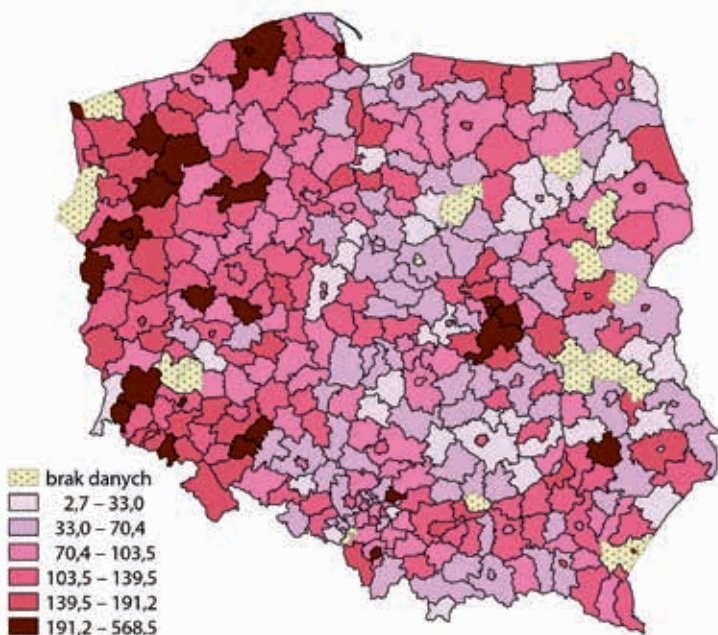 brak danych
2,7 – 33,0
33,0 – 70,4
70,4 – 103,5
103,5 – 139,5
139,5 – 191,2
191,2 – 568,5